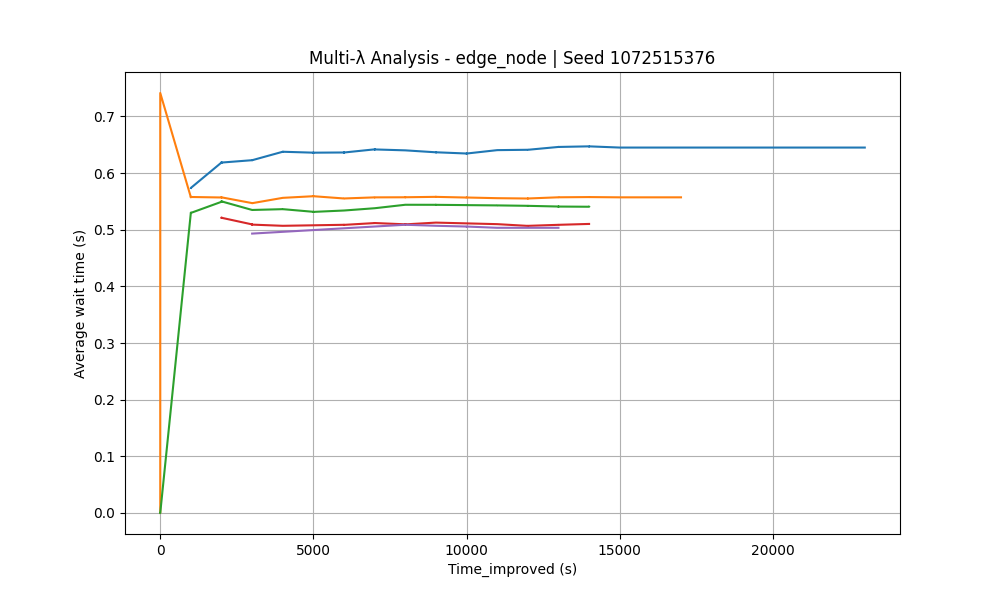 Multi-λ Analysis - edge_node | Seed 1072515376
Average wait time (s)
0.7
0.6
0.5
0.4
0.3
0.2
0.1
0.0
0 5000 10000 15000 20000
Time_improved (s)